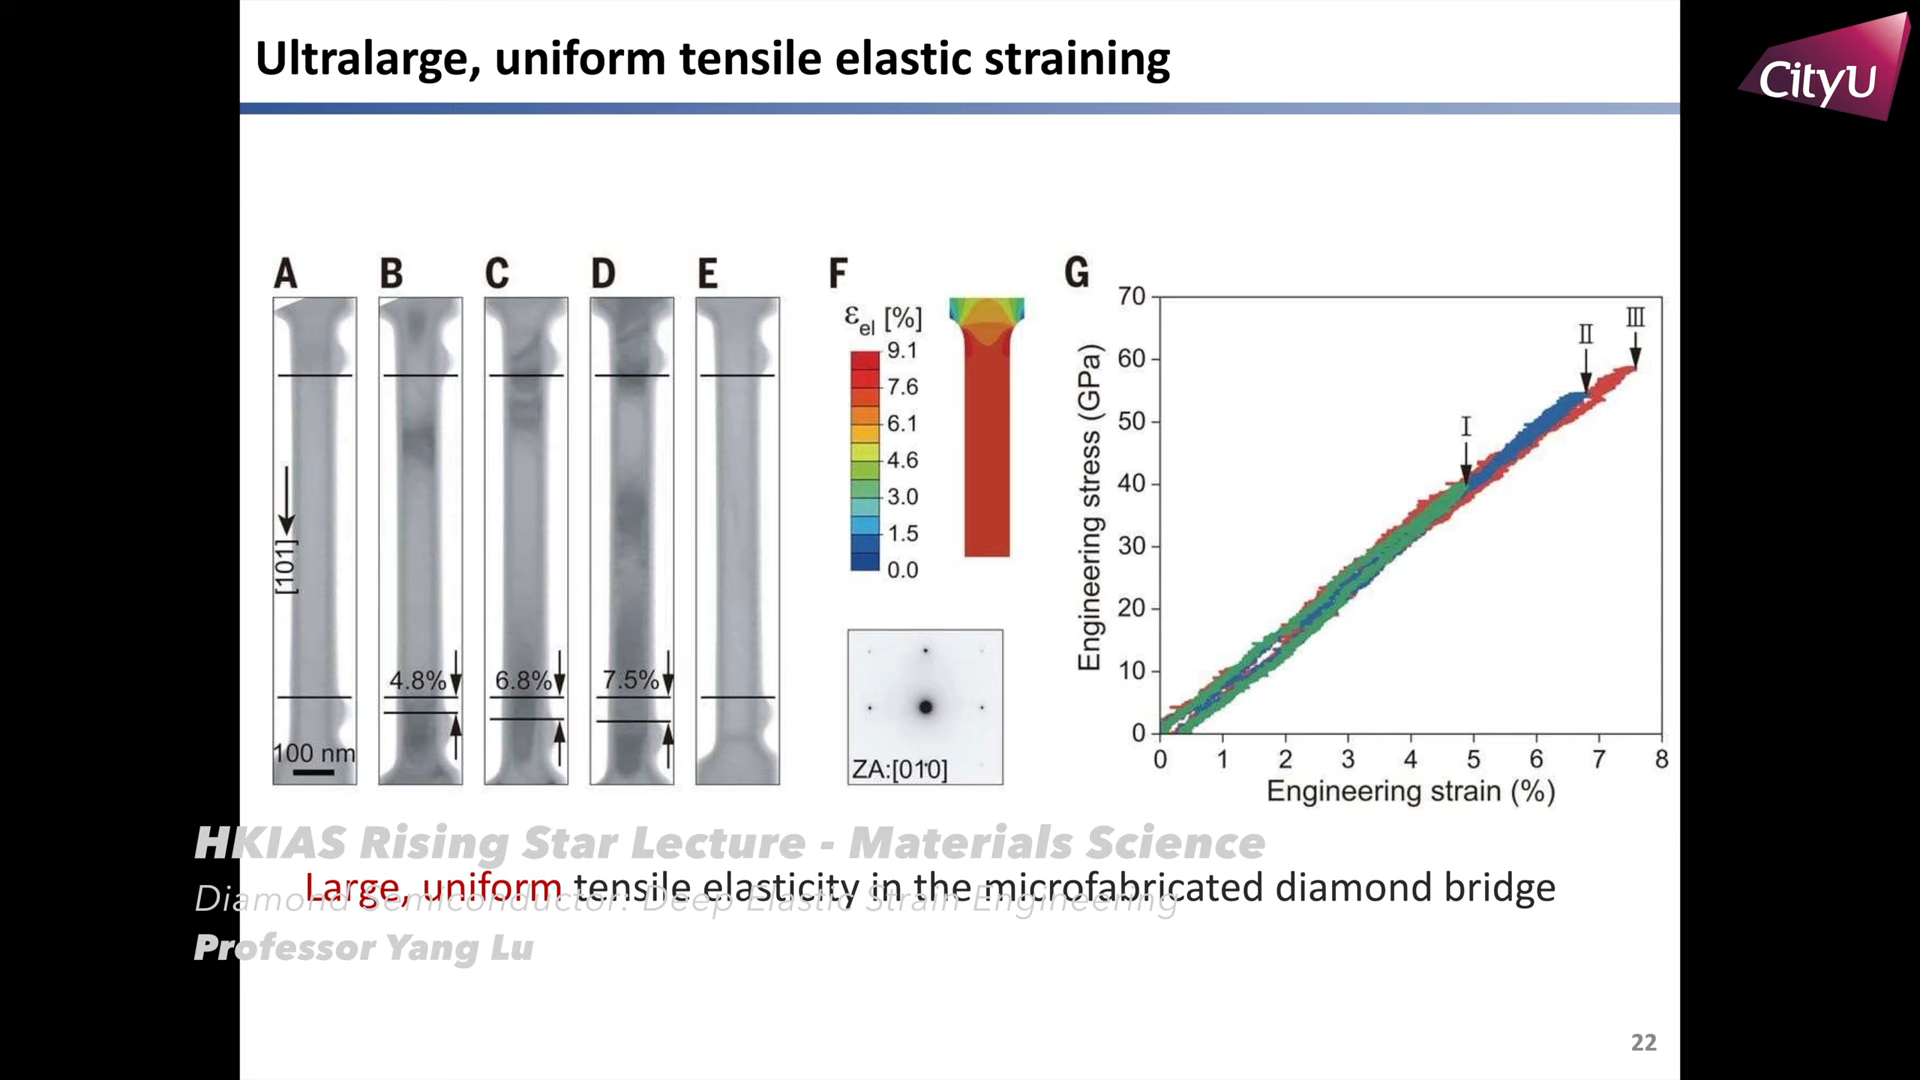 Ultralarge, uniform tensile elastic straining
CityU
A
B
C
D
E
F
G
[101]
100 nm
4.8%
6.8%
7.5%
εel [%]
9.1
7.6
6.1
4.6
3.0
1.5
0.0
ZA:[010]
Engineering stress (GPa)
70
60
50
40
30
20
10
0
I
II
III
0 1 2 3 4 5 6 7 8
Engineering strain (%)
HKIAS Rising Star Lecture - Materials Science
Large, uniform tensile elasticity in the microfabricated diamond bridge
Diamond Semiconductor: Deep Elastic Strain Engineering
Professor Yang Lu
22